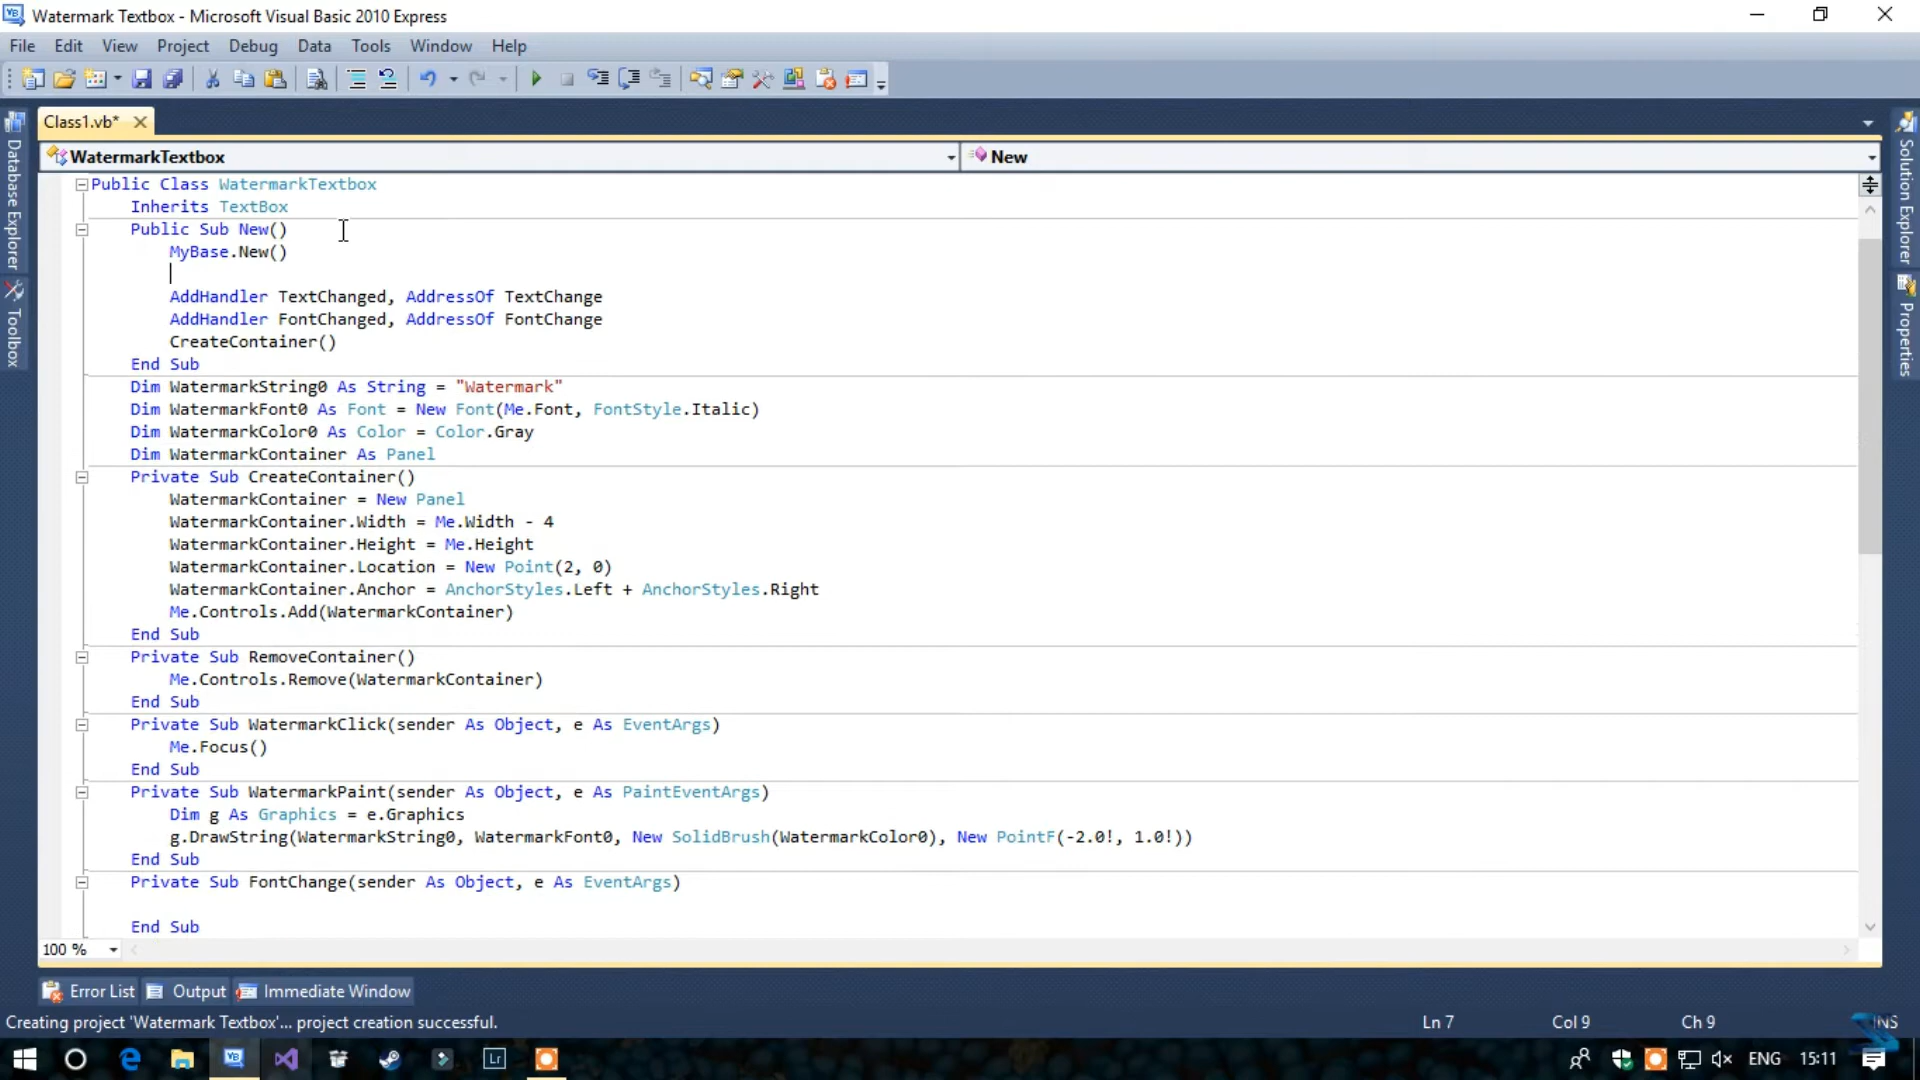 Watermark Textbox - Microsoft Visual Basic 2010 Express
File Edit View Project Debug Data Tools Window Help
Class1.vb*
WatermarkTextbox
New
Database Explorer
Toolbox
Solution Explorer
Properties
Public Class WatermarkTextbox
Inherits TextBox
Public Sub New()
MyBase.New()
AddHandler TextChanged, AddressOf TextChange
AddHandler FontChanged, AddressOf FontChange
CreateContainer()
End Sub
Dim WatermarkString0 As String = "Watermark"
Dim WatermarkFont0 As Font = New Font(Me.Font, FontStyle.Italic)
Dim WatermarkColor0 As Color = Color.Gray
Dim WatermarkContainer As Panel
Private Sub CreateContainer()
WatermarkContainer = New Panel
WatermarkContainer.Width = Me.Width - 4
WatermarkContainer.Height = Me.Height
WatermarkContainer.Location = New Point(2, 0)
WatermarkContainer.Anchor = AnchorStyles.Left + AnchorStyles.Right
Me.Controls.Add(WatermarkContainer)
End Sub
Private Sub RemoveContainer()
Me.Controls.Remove(WatermarkContainer)
End Sub
Private Sub WatermarkClick(sender As Object, e As EventArgs)
Me.Focus()
End Sub
Private Sub WatermarkPaint(sender As Object, e As PaintEventArgs)
Dim g As Graphics = e.Graphics
g.DrawString(WatermarkString0, WatermarkFont0, New SolidBrush(WatermarkColor0), New PointF(-2.0!, 1.0!))
End Sub
Private Sub FontChange(sender As Object, e As EventArgs)
End Sub
100 %
Error List Output Immediate Window
Creating project 'Watermark Textbox'... project creation successful.
Ln 7 Col 9 Ch 9 INS
Lr
ENG 15:11